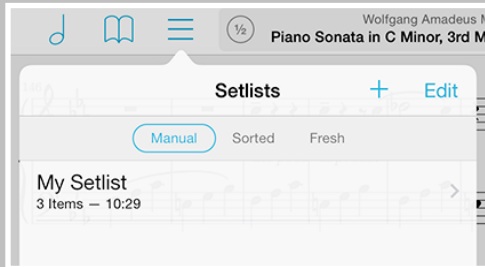 ½
Wolfgang Amadeus M
Piano Sonata in C Minor, 3rd M
Setlists + Edit
Manual Sorted Fresh
My Setlist
3 Items — 10:29